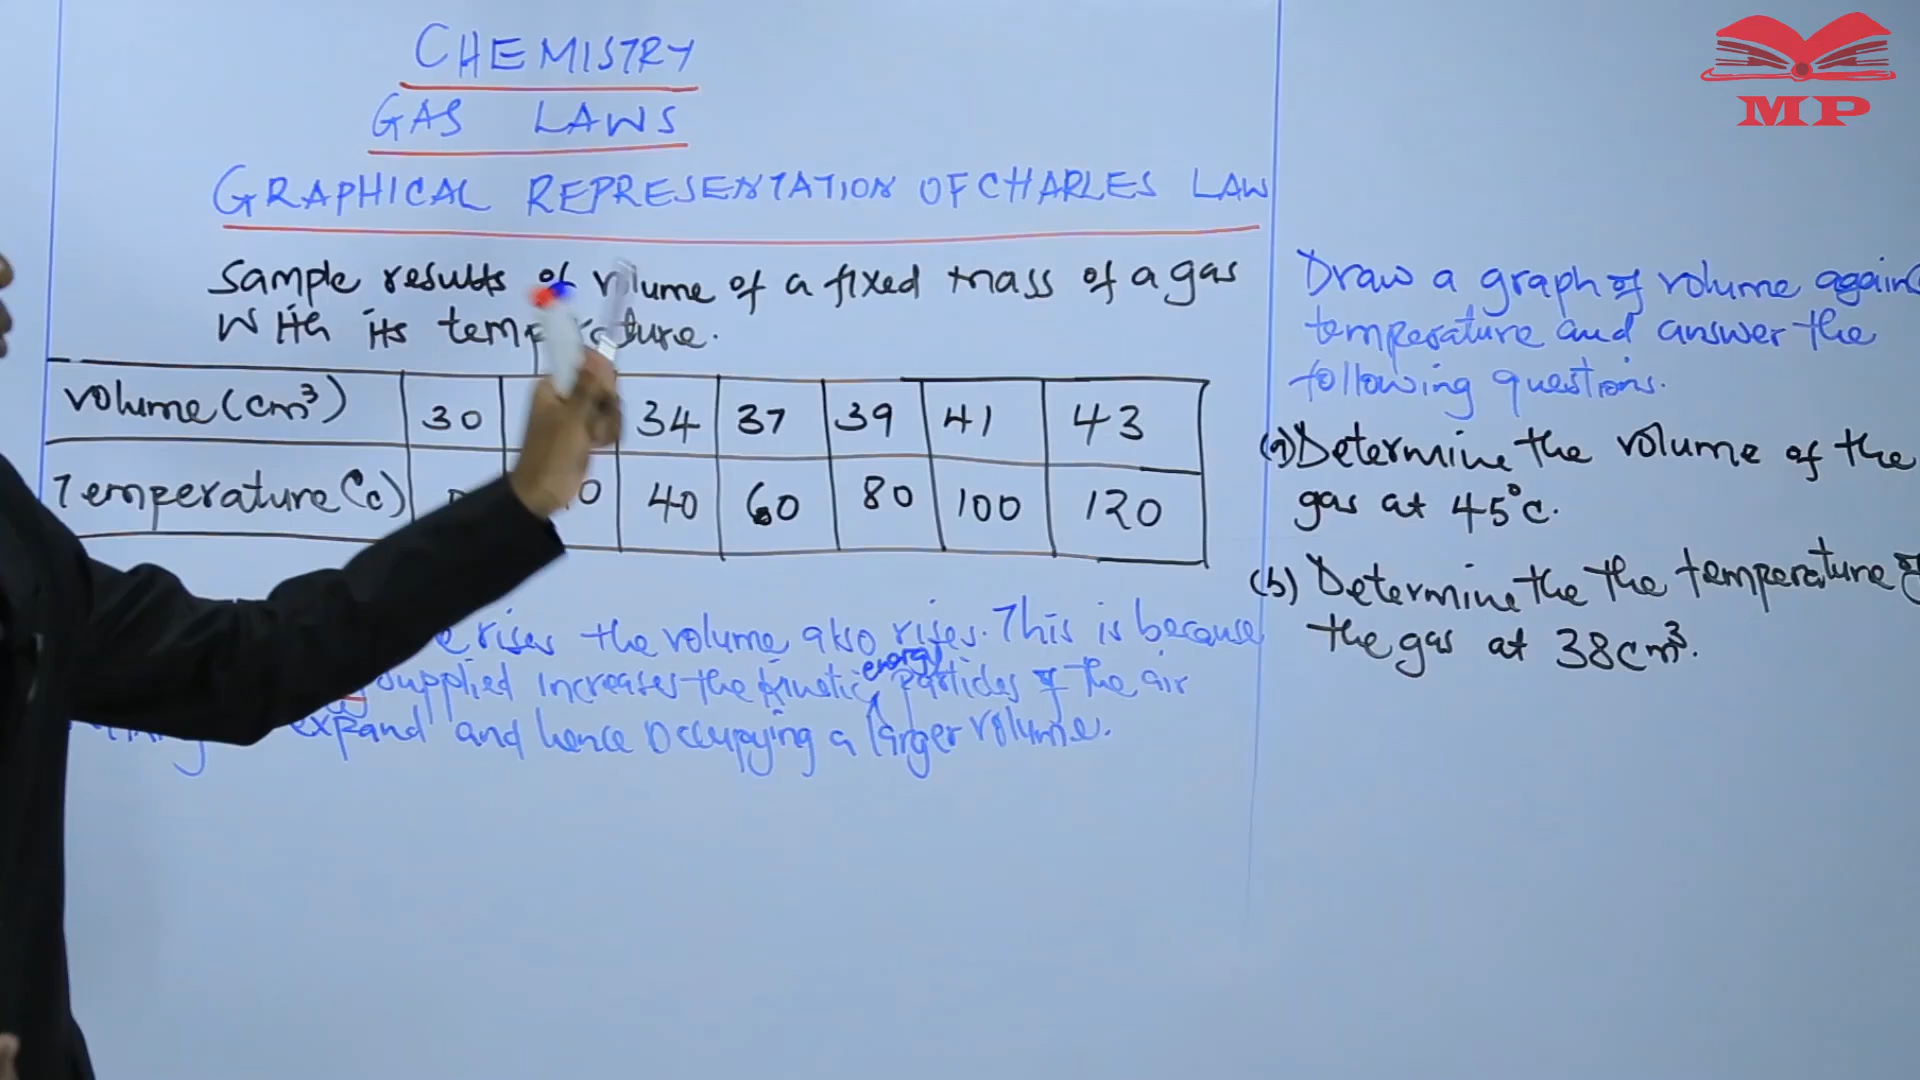 CHEMISTRY
GAS LAWS
GRAPHICAL REPRESENTATION OF CHARLES LAW
Sample results of volume of a fixed mass of a gas
With its temperature.
Volume (cm³) 30 34 37 39 41 43
Temperature (°c) 40 60 80 100 120
rises the volume also rises. This is because
supplied increases the kinetic energy particles of the air
expand and hence occupying a larger volume.
Draw a graph of volume again
temperature and answer the
following questions.
(a) Determine the volume of the
gas at 45°c.
(b) Determine the the temperature of
the gas at 38cm³.
MP